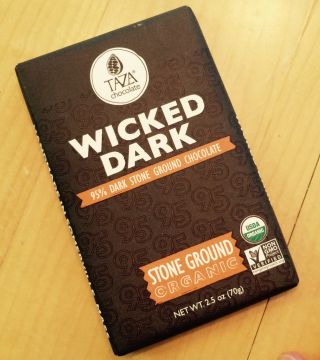 TAZA®
chocolate
WICKED
DARK
95% DARK STONE GROUND CHOCOLATE
STONE GROUND
ORGANIC
NET WT. 2.5 oz (70g)
USDA
ORGANIC
NON
GMO
VERIFIED